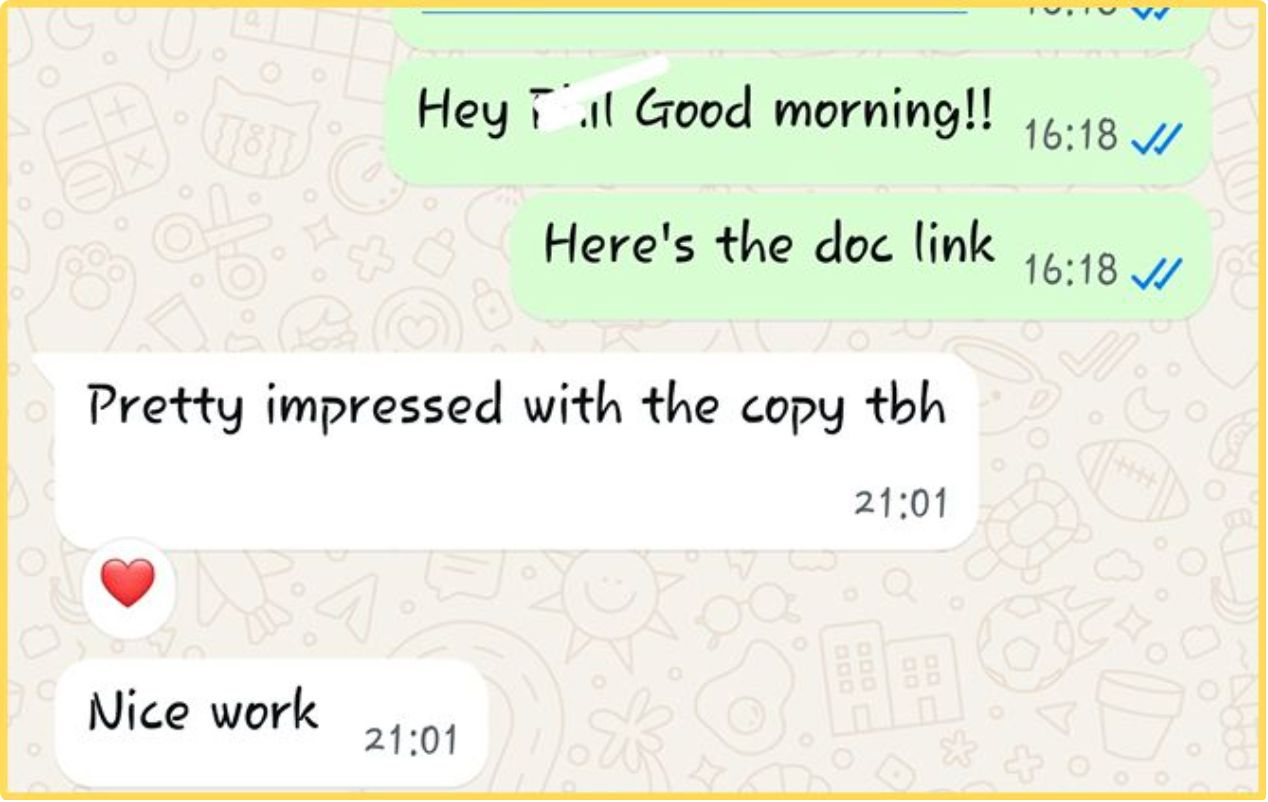 Hey Good morning!!
16:18
Here's the doc link
16:18
Pretty impressed with the copy tbh
21:01
Nice work
21:01